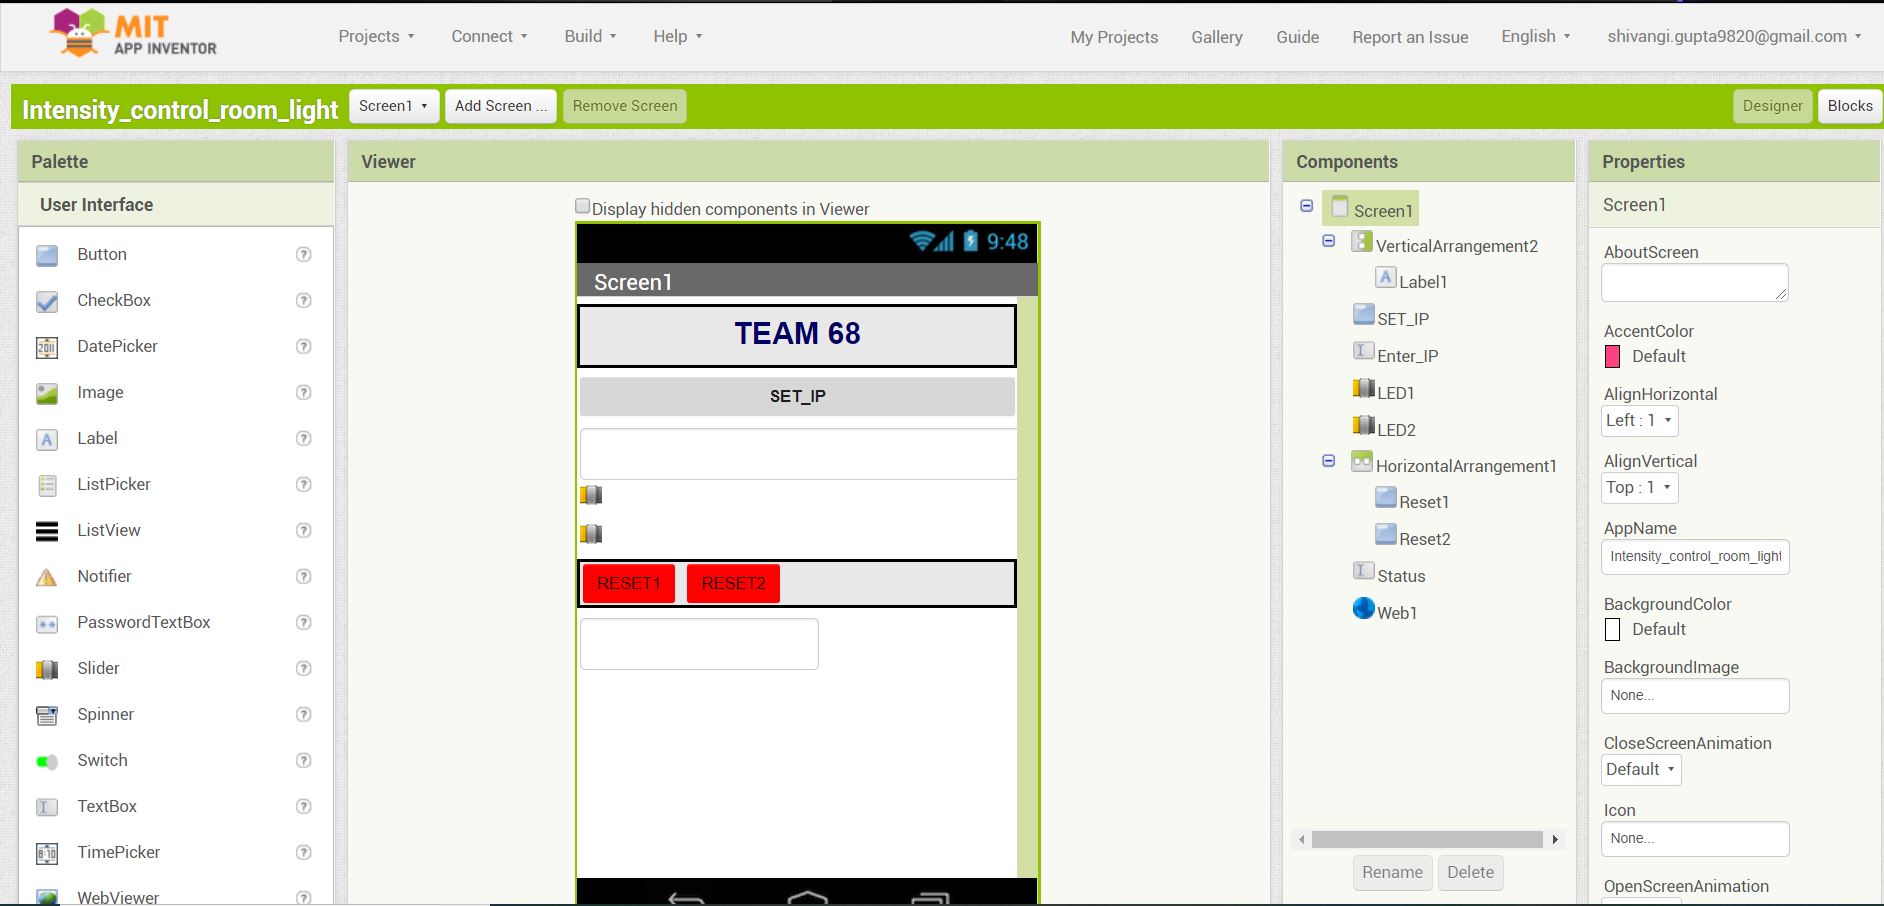 MIT
APP INVENTOR
Projects
Connect
Build
Help
My Projects
Gallery
Guide
Report an Issue
English
shivangi.gupta9820@gmail.com
Intensity_control_room_light
Screen1
Add Screen ...
Remove Screen
Designer
Blocks
Palette
User Interface
Button
?
CheckBox
?
DatePicker
?
Image
?
Label
?
ListPicker
?
ListView
?
Notifier
?
PasswordTextBox
?
Slider
?
Spinner
?
Switch
?
TextBox
?
TimePicker
?
WebViewer
?
Viewer
Display hidden components in Viewer
9:48
Screen1
TEAM 68
SET_IP
RESET1
RESET2
Components
Screen1
VerticalArrangement2
A
Label1
SET_IP
Enter_IP
LED1
LED2
HorizontalArrangement1
Reset1
Reset2
Status
Web1
Rename
Delete
Properties
Screen1
AboutScreen
AccentColor
Default
AlignHorizontal
Left : 1
AlignVertical
Top : 1
AppName
Intensity_control_room_light
BackgroundColor
Default
BackgroundImage
None...
CloseScreenAnimation
Default
Icon
None...
OpenScreenAnimation